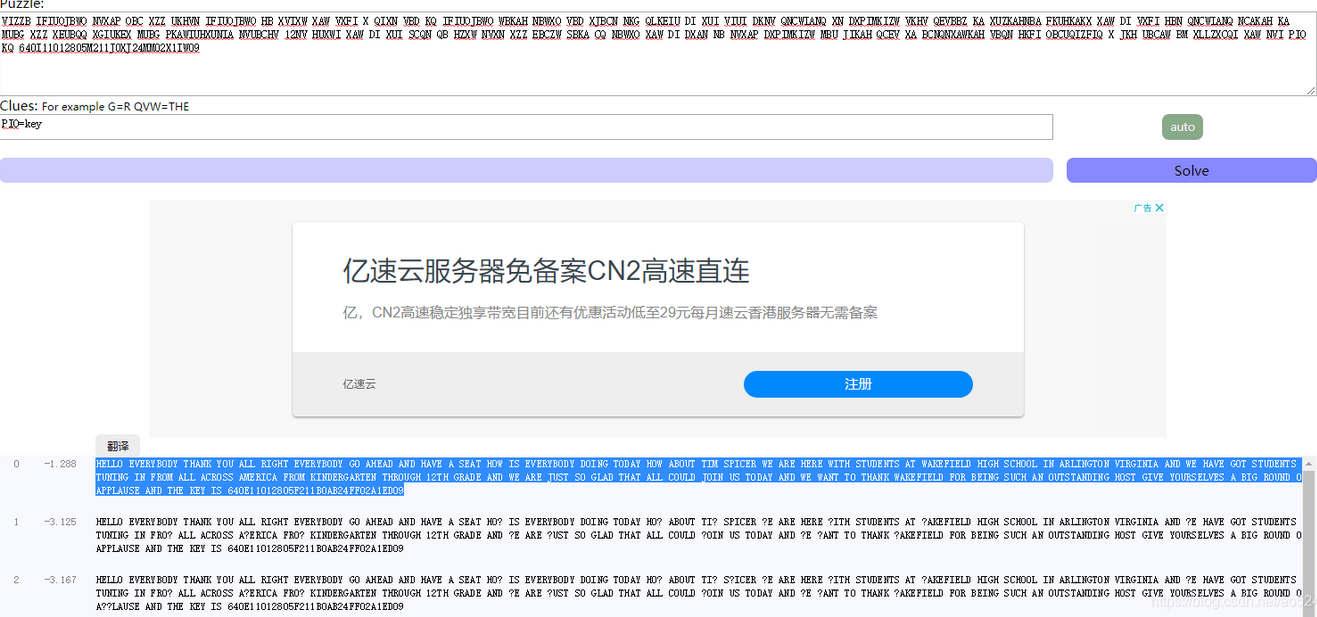 Puzzle:
VIZZB IFIUOJBWO NVXAP OBC XZZ UKHVN IFIUOJBWO HB XVIXW XAW VXFI X QIXN VBD KQ IFIUOJBWO WBKAH NBWXO VBD XJBCN NKG QLKEIU DI XUI VIUI DKNV QNCWIANQ XN DXPIMKIZW VKHV QEVBBZ KA XUZKAHNBA FKUHKAKX XAW DI VXFI HBN QNCWIANQ NCAKAH KA
MUBG XZZ XEUBQQ XGIUKEX MUBG PKAWIUHXUNIA NVUBCHV 12NV HUXWI XAW DI XUI SCQN QB HZXW NVXN XZZ EBCZW SBKA CQ NBWXO XAW DI DXAN NB NVXAP DXPIMKIZW MBU JIKAH QCEV XA BCNQNXAWKAH VBQN HKFI OBCUQIZFIQ X JKH UBCAW BM XLLZXCQI XAW NVI PIO
KQ 640I11012805M211J0XJ24MM02X1IW09
Clues: For example G=R QVW=THE
PIO=key
auto
Solve
广告
亿速云服务器免备案CN2高速直连
亿，CN2高速稳定独享带宽目前还有优惠活动低至29元每月速云香港服务器无需备案
亿速云
注册
翻译
0 -1.288 HELLO EVERYBODY THANK YOU ALL RIGHT EVERYBODY GO AHEAD AND HAVE A SEAT HOW IS EVERYBODY DOING TODAY HOW ABOUT TIM SPICER WE ARE HERE WITH STUDENTS AT WAKEFIELD HIGH SCHOOL IN ARLINGTON VIRGINIA AND WE HAVE GOT STUDENTS
TUNING IN FROM ALL ACROSS AMERICA FROM KINDERGARTEN THROUGH 12TH GRADE AND WE ARE JUST SO GLAD THAT ALL COULD JOIN US TODAY AND WE WANT TO THANK WAKEFIELD FOR BEING SUCH AN OUTSTANDING HOST GIVE YOURSELVES A BIG ROUND O
APPLAUSE AND THE KEY IS 640E11012805F211B0AB24FF02A1ED09
1 -3.125 HELLO EVERYBODY THANK YOU ALL RIGHT EVERYBODY GO AHEAD AND HAVE A SEAT HO? IS EVERYBODY DOING TODAY HO? ABOUT TI? SPICER ?E ARE HERE ?ITH STUDENTS AT ?AKEFIELD HIGH SCHOOL IN ARLINGTON VIRGINIA AND ?E HAVE GOT STUDENTS
TUNING IN FRO? ALL ACROSS A?ERICA FRO? KINDERGARTEN THROUGH 12TH GRADE AND ?E ARE ?UST SO GLAD THAT ALL COULD ?OIN US TODAY AND ?E ?ANT TO THANK ?AKEFIELD FOR BEING SUCH AN OUTSTANDING HOST GIVE YOURSELVES A BIG ROUND O
APPLAUSE AND THE KEY IS 640E11012805F211B0AB24FF02A1ED09
2 -3.167 HELLO EVERYBODY THANK YOU ALL RIGHT EVERYBODY GO AHEAD AND HAVE A SEAT HO? IS EVERYBODY DOING TODAY HO? ABOUT TI? S?ICER ?E ARE HERE ?ITH STUDENTS AT ?AKEFIELD HIGH SCHOOL IN ARLINGTON VIRGINIA AND ?E HAVE GOT STUDENTS
TUNING IN FRO? ALL ACROSS A?ERICA FRO? KINDERGARTEN THROUGH 12TH GRADE AND ?E ARE ?UST SO GLAD THAT ALL COULD ?OIN US TODAY AND ?E ?ANT TO THANK ?AKEFIELD FOR BEING SUCH AN OUTSTANDING HOST GIVE YOURSELVES A BIG ROUND O
A??LAUSE AND THE KEY IS 640E11012805F211B0AB24FF02A1ED09